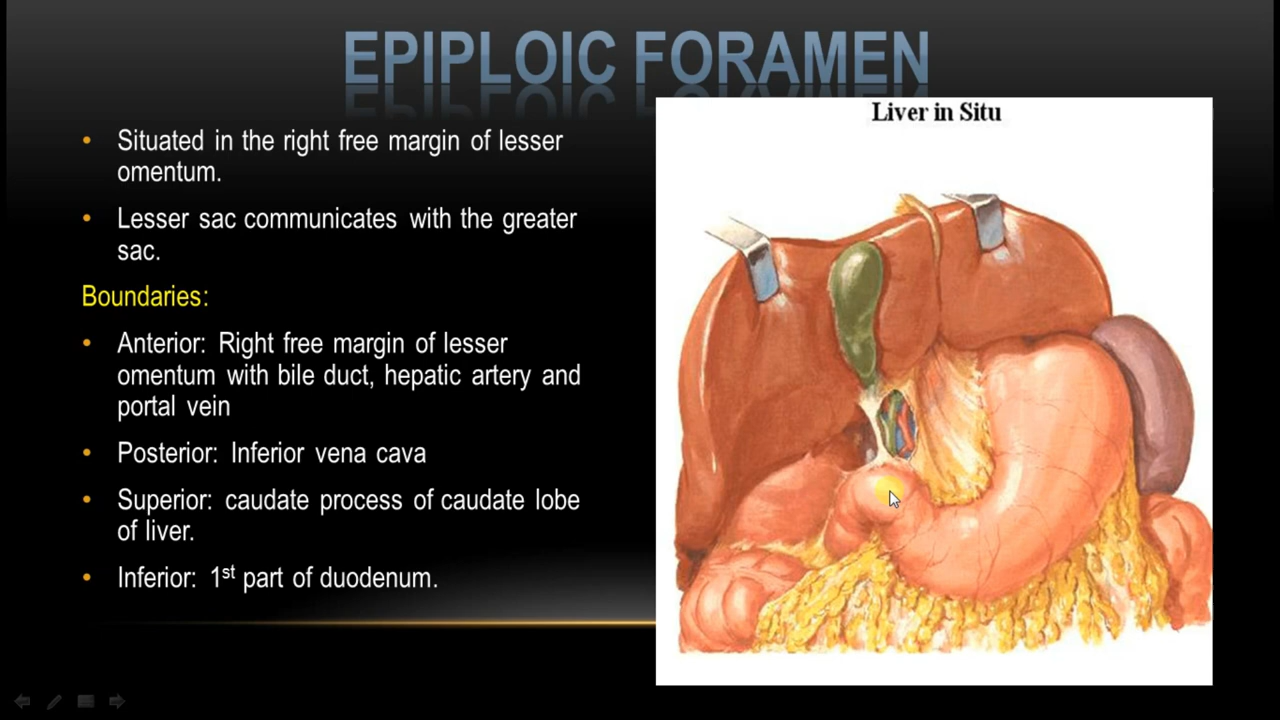 EPIPLOIC FORAMEN
• Situated in the right free margin of lesser
omentum.
• Lesser sac communicates with the greater
sac.
Boundaries:
• Anterior: Right free margin of lesser
omentum with bile duct, hepatic artery and
portal vein
• Posterior: Inferior vena cava
• Superior: caudate process of caudate lobe
of liver.
• Inferior: 1st part of duodenum.
Liver in Situ